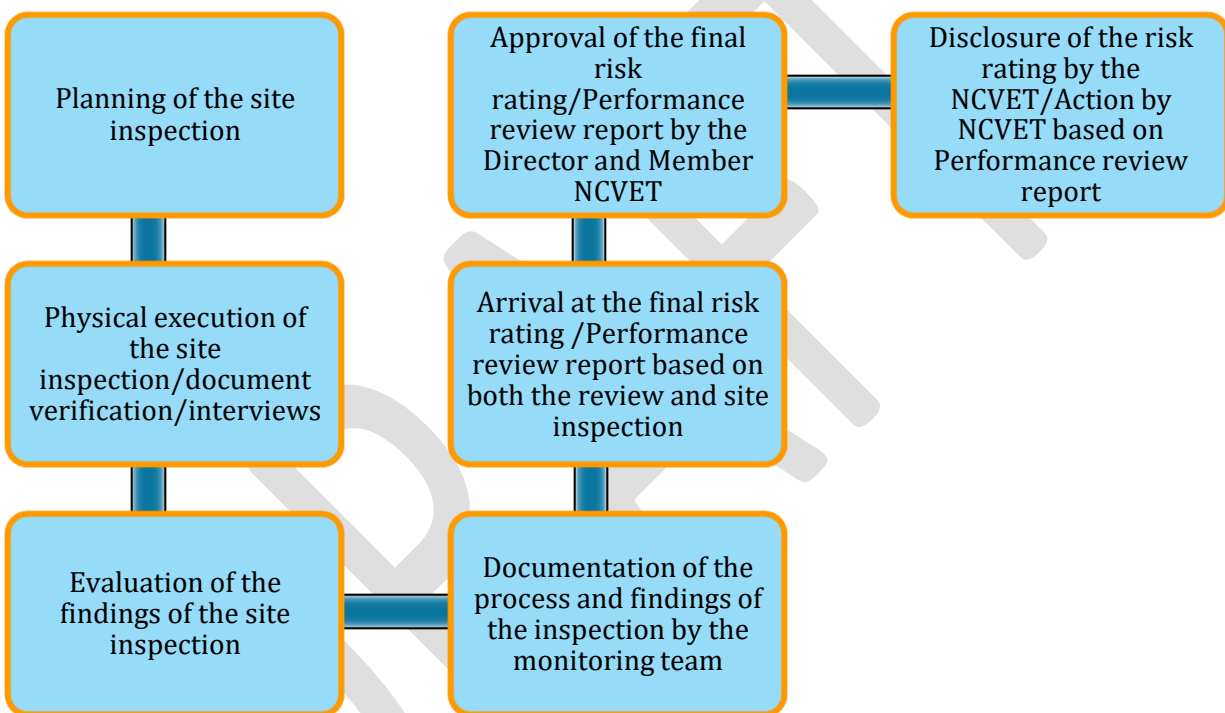 Planning of the site
inspection
Physical execution of
the site
inspection/document
verification/interviews
Evaluation of the
findings of the site
inspection
Documentation of the
process and findings of
the inspection by the
monitoring team
Arrival at the final risk
rating /Performance
review report based on
both the review and site
inspection
Approval of the final
risk
rating/Performance
review report by the
Director and Member
NCVET
Disclosure of the risk
rating by the
NCVET/Action by
NCVET based on
Performance review
report